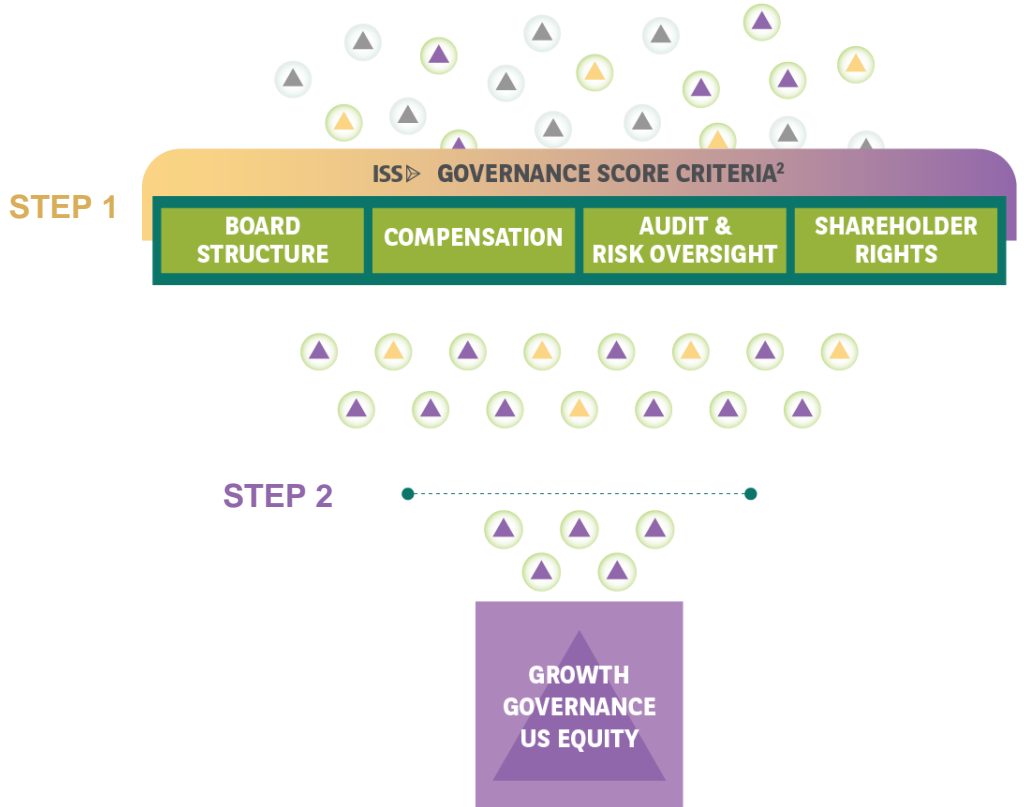 ISS GOVERNANCE SCORE CRITERIA²
STEP 1
BOARD
STRUCTURE
COMPENSATION
AUDIT &
RISK OVERSIGHT
SHAREHOLDER
RIGHTS
STEP 2
GROWTH
GOVERNANCE
US EQUITY